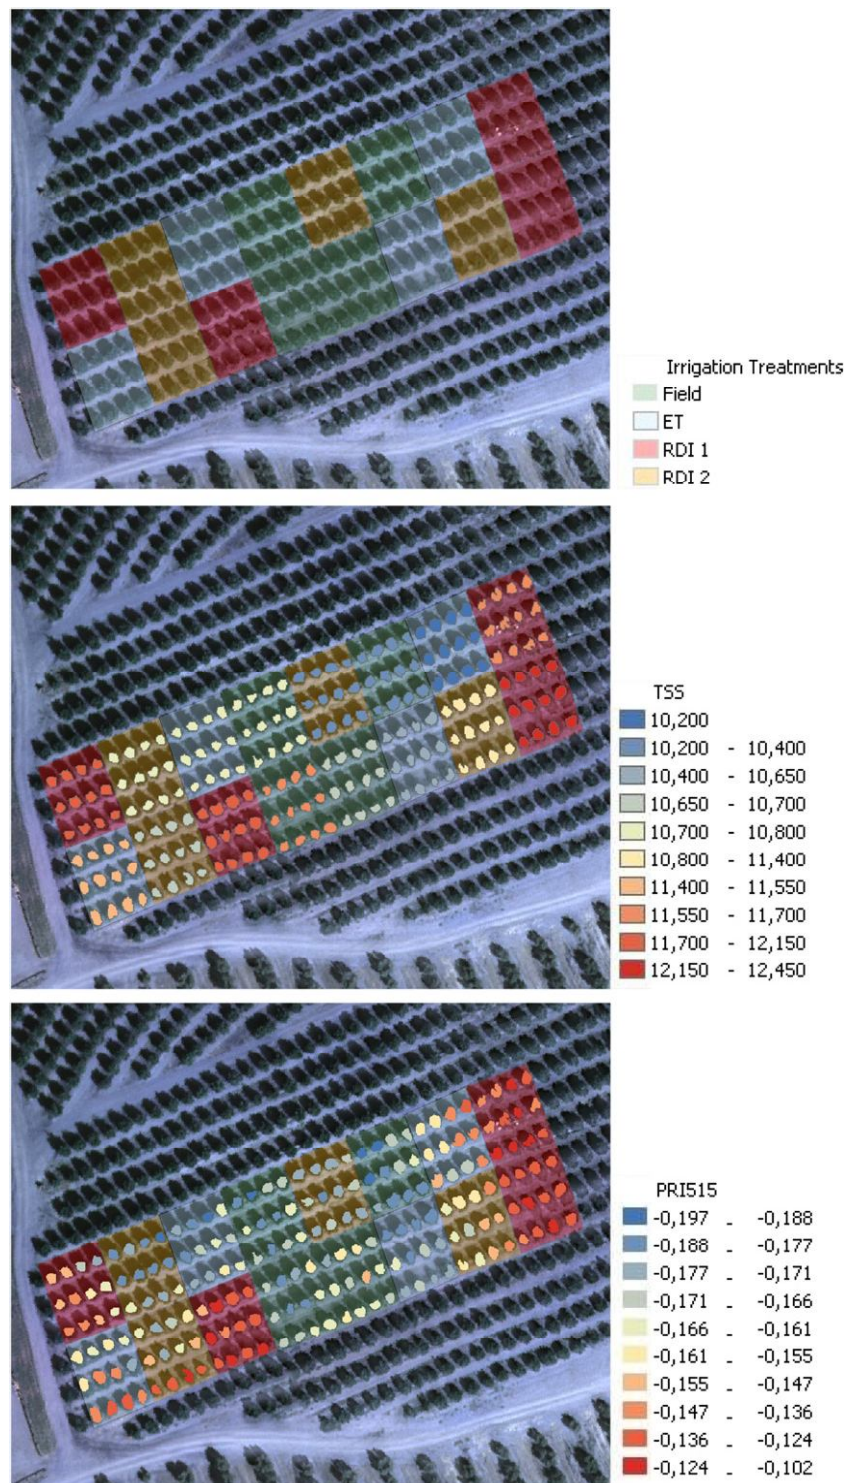 Irrigation Treatments
Field
ET
RDI 1
RDI 2
TSS
10,200
10,200 - 10,400
10,400 - 10,650
10,650 - 10,700
10,700 - 10,800
10,800 - 11,400
11,400 - 11,550
11,550 - 11,700
11,700 - 12,150
12,150 - 12,450
PRI515
-0,197 - -0,188
-0,188 - -0,177
-0,177 - -0,171
-0,171 - -0,166
-0,166 - -0,161
-0,161 - -0,155
-0,155 - -0,147
-0,147 - -0,136
-0,136 - -0,124
-0,124 - -0,102